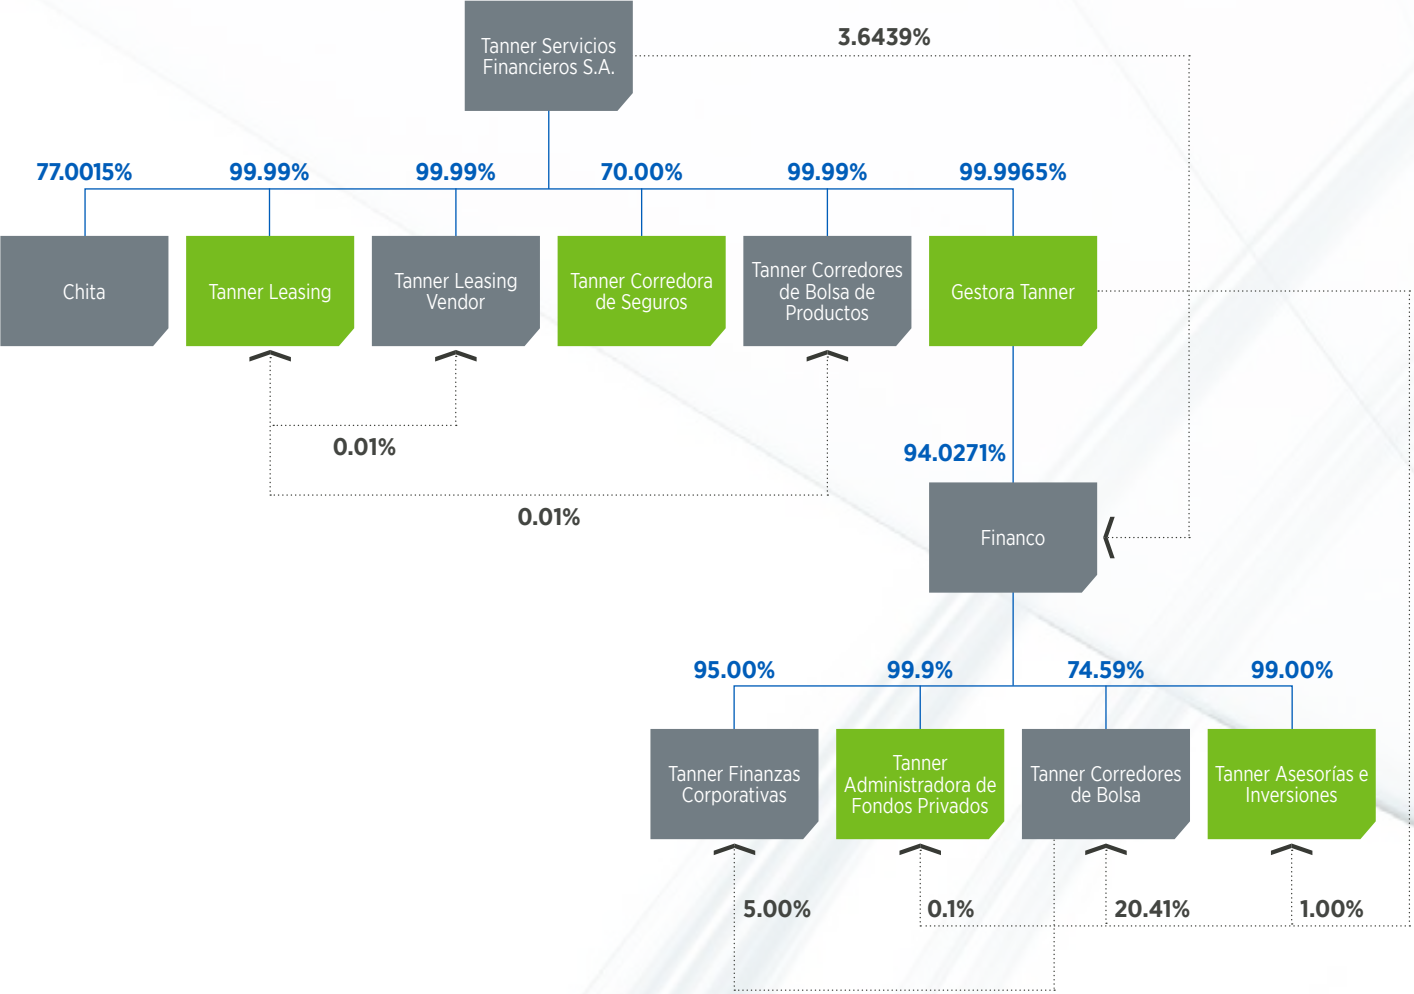 Tanner Servicios
Financieros S.A.
3.6439%
77.0015%
99.99%
99.99%
70.00%
99.99%
99.9965%
Chita
Tanner Leasing
Tanner Leasing
Vendor
Tanner Corredora
de Seguros
Tanner Corredores
de Bolsa de
Productos
Gestora Tanner
0.01%
0.01%
94.0271%
Financo
95.00%
99.9%
74.59%
99.00%
Tanner Finanzas
Corporativas
Tanner
Administradora de
Fondos Privados
Tanner Corredores
de Bolsa
Tanner Asesorías e
Inversiones
5.00%
0.1%
20.41%
1.00%